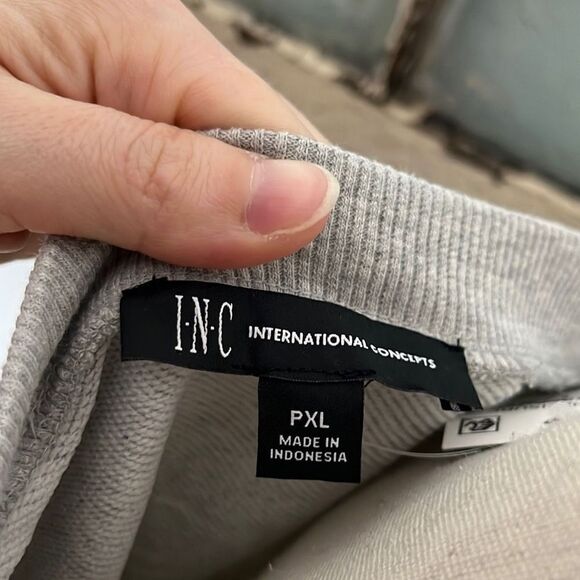 I·N·C INTERNATIONAL CONCEPTS
PXL
MADE IN
INDONESIA